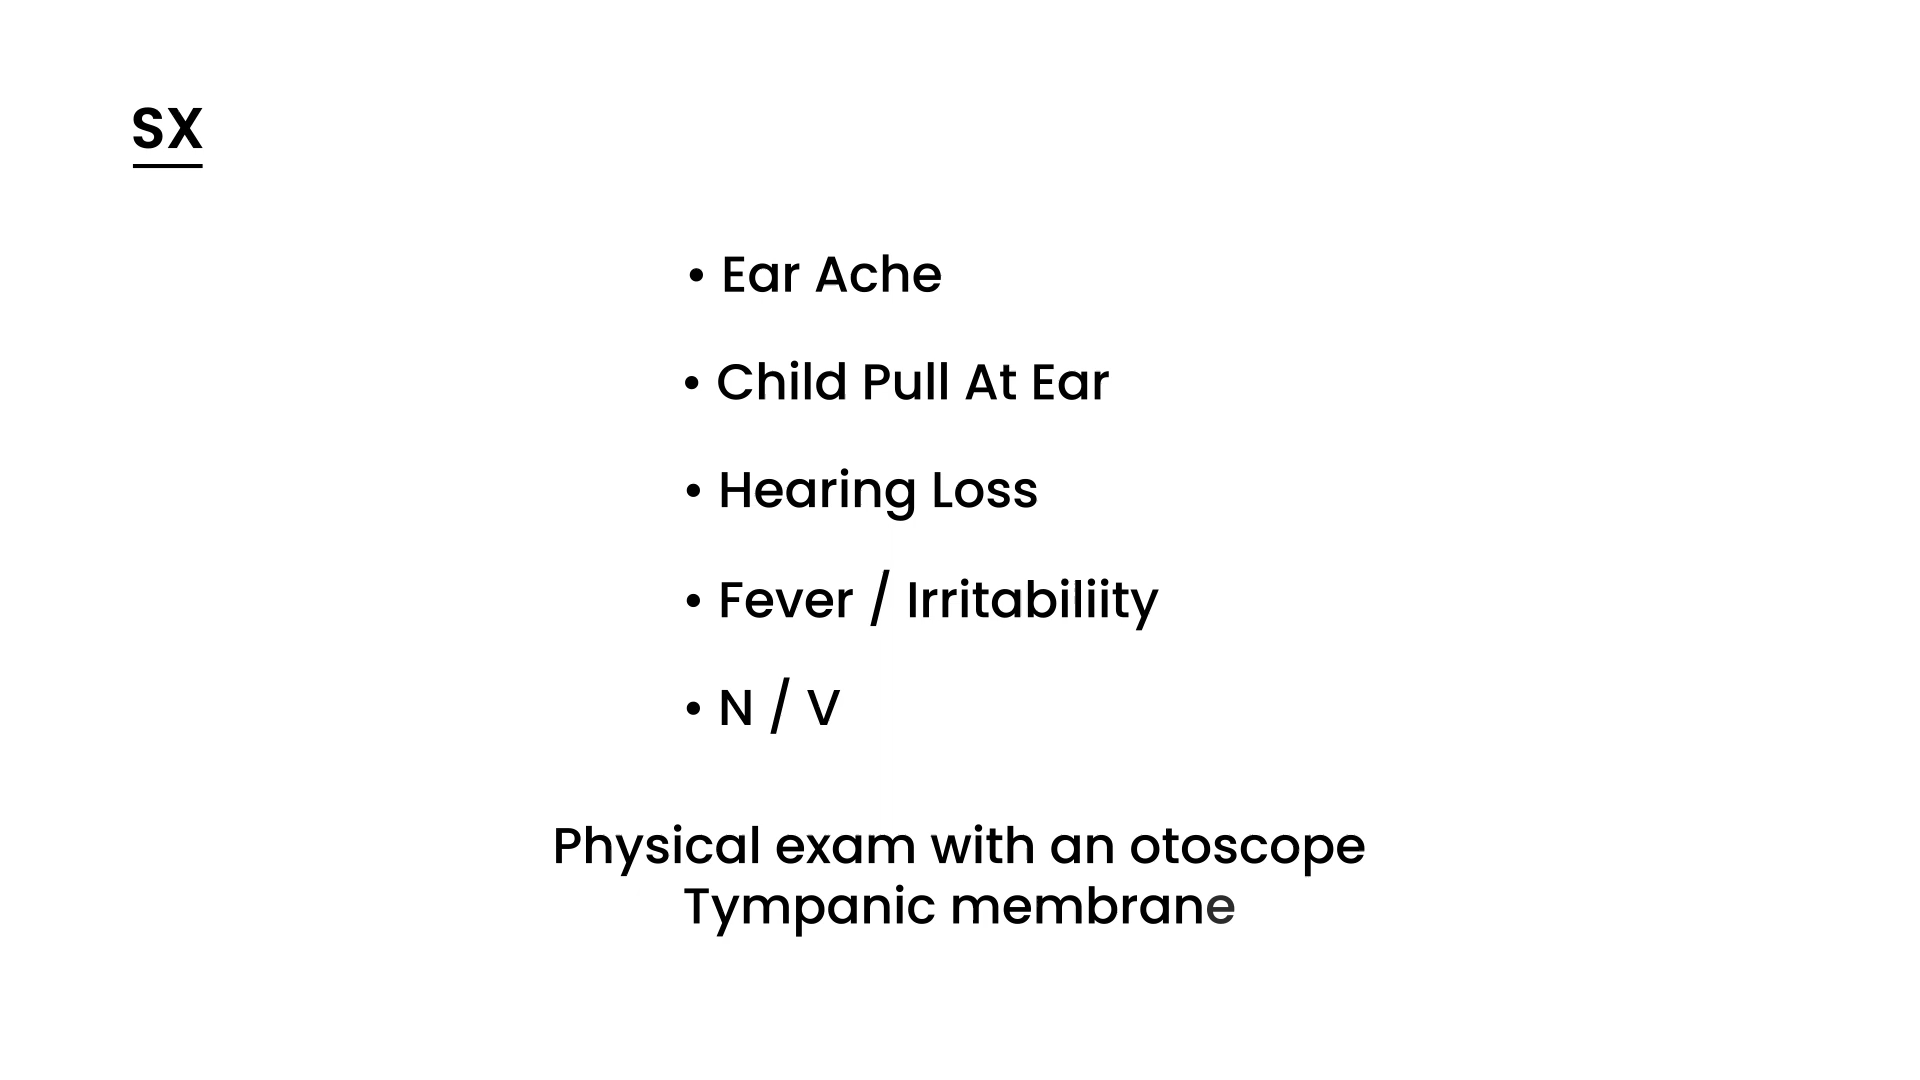 SX
• Ear Ache
• Child Pull At Ear
• Hearing Loss
• Fever / Irritabiliity
• N / V
Physical exam with an otoscope
Tympanic membrane